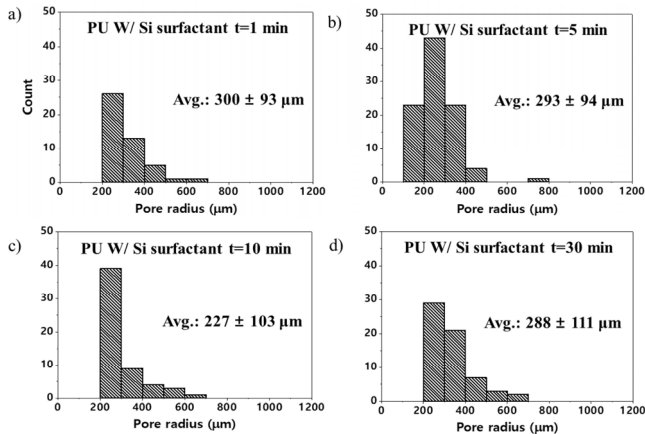 a)
PU W/ Si surfactant t=1 min
Avg.: 300 ± 93 μm
Count
50
40
30
20
10
0
0 200 400 600 800 1000 1200
Pore radius (μm)
b)
PU W/ Si surfactant t=5 min
Avg.: 293 ± 94 μm
50
40
30
20
10
0
0 200 400 600 800 1000 1200
Pore radius (μm)
c)
PU W/ Si surfactant t=10 min
Avg.: 227 ± 103 μm
50
40
30
20
10
0
0 200 400 600 800 1000 1200
Pore radius (μm)
d)
PU W/ Si surfactant t=30 min
Avg.: 288 ± 111 μm
50
40
30
20
10
0
0 200 400 600 800 1000 1200
Pore radius (μm)